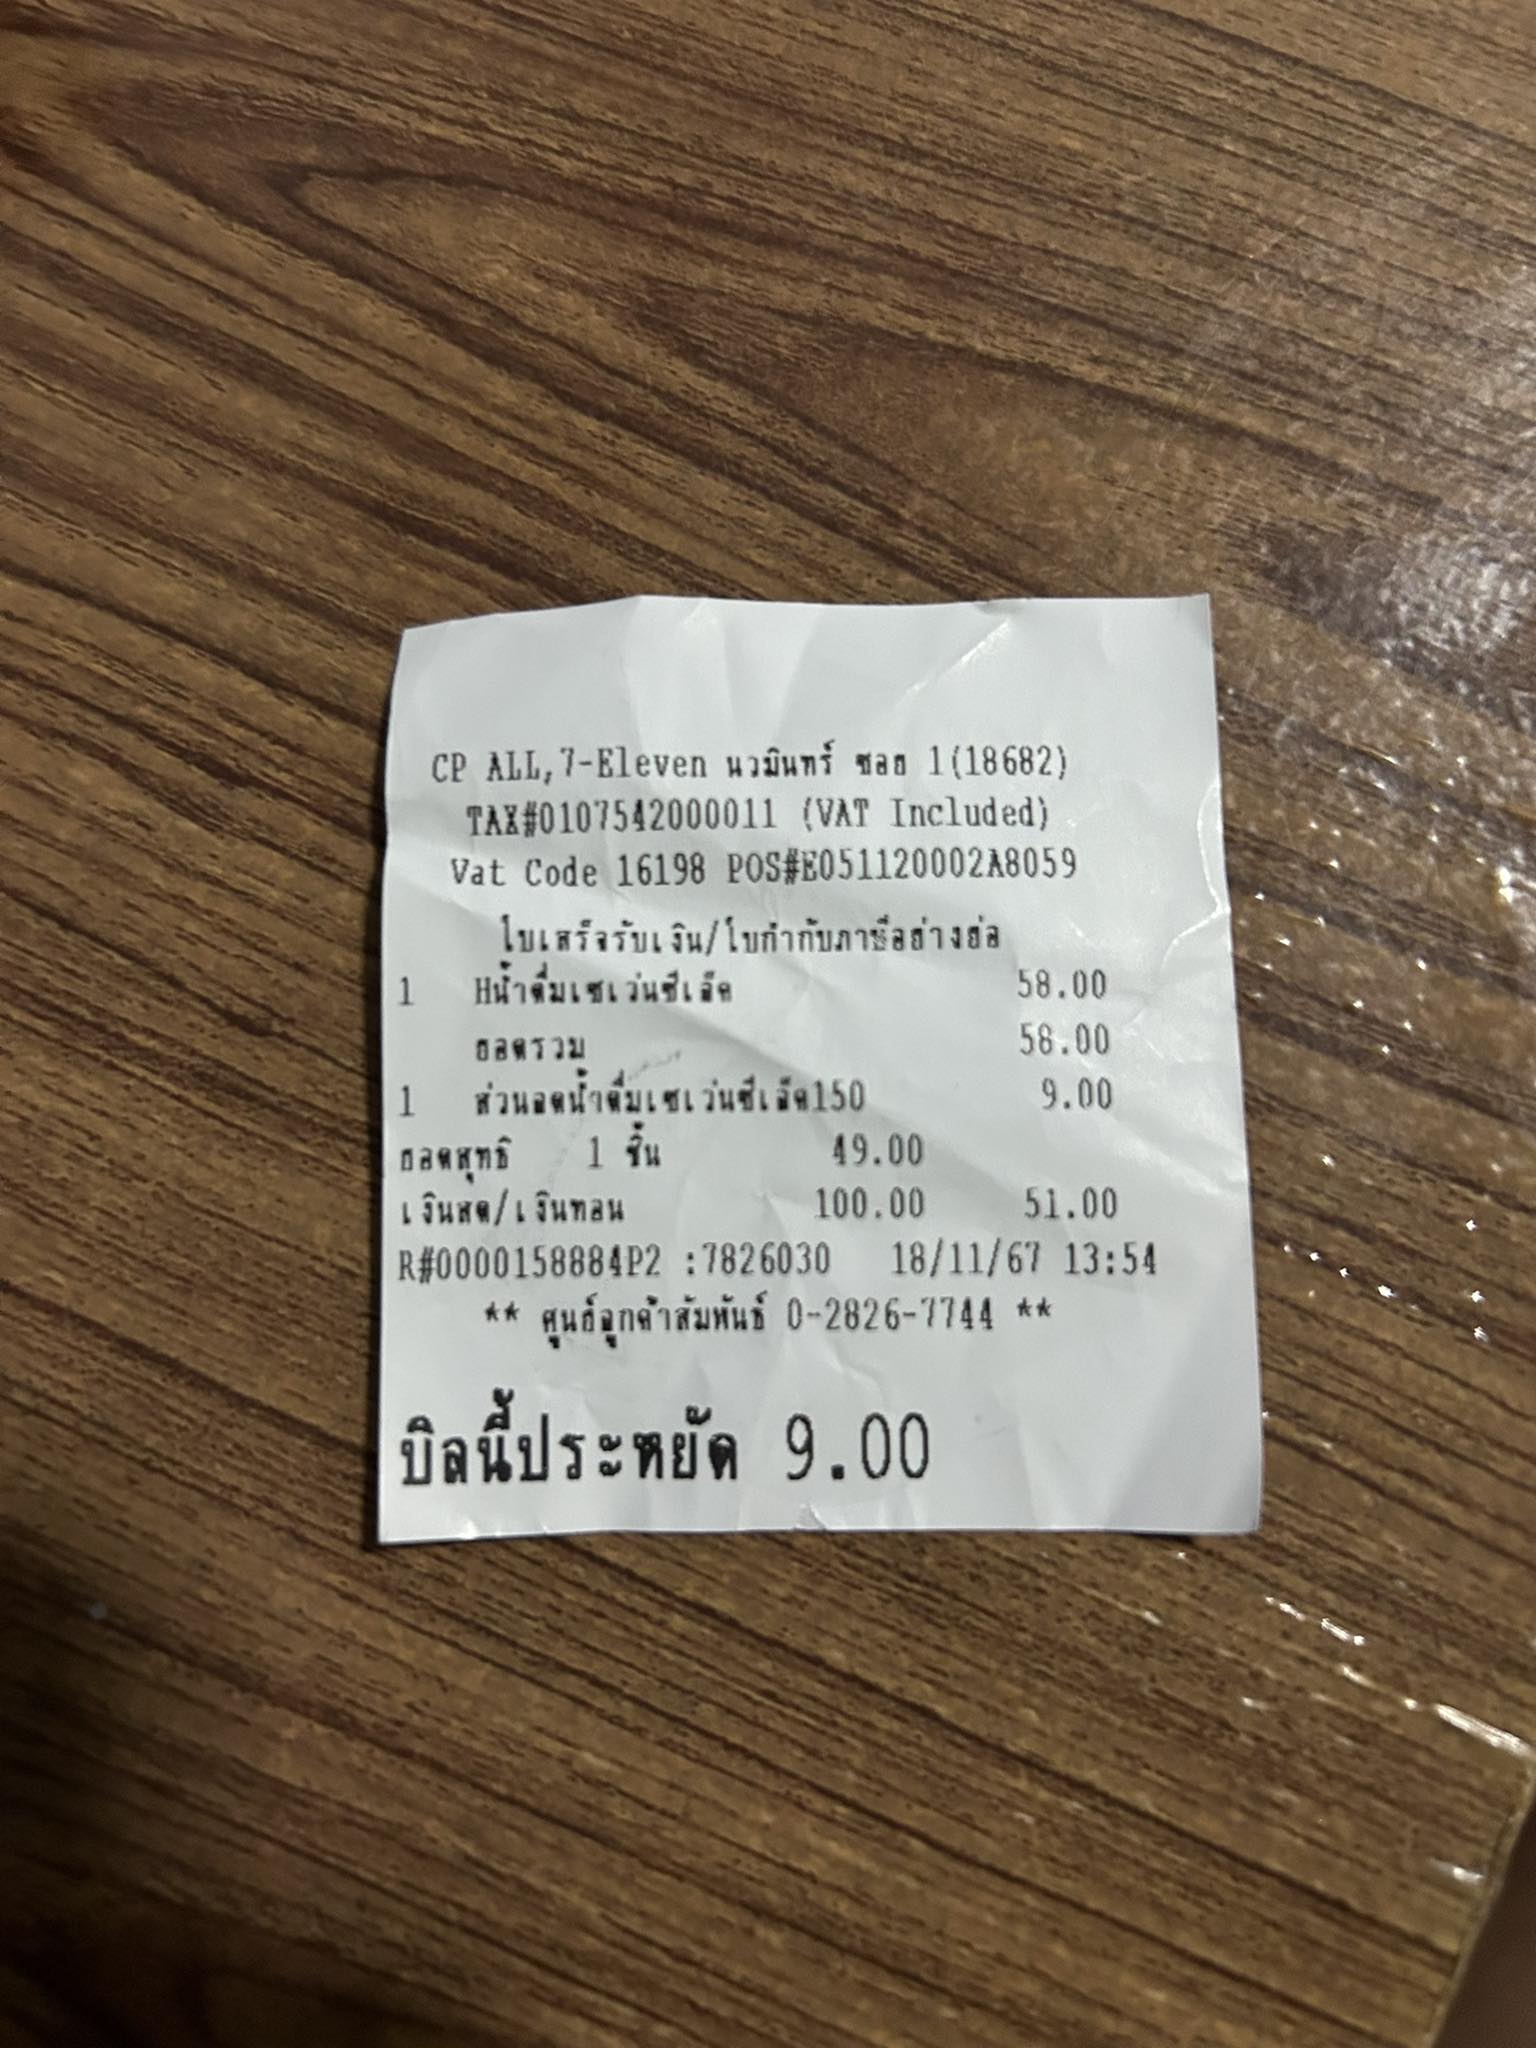 CP ALL,7-Eleven นวมินทร์ ซอย 1(18682)
TAX#0107542000011 (VAT Included)
Vat Code 16198 POS#E051120002A8059
ใบเสร็จรับเงิน/ใบกำกับภาษีอย่างย่อ
1 Hน้ำดื่มเซเว่นซีเล็ค 58.00
ยอดรวม 58.00
1 ส่วนลดน้ำดื่มเซเว่นซีเล็ค150 9.00
ยอดสุทธิ 1 ชิ้น 49.00
เงินสด/เงินทอน 100.00 51.00
R#0000158884P2 :7826030 18/11/67 13:54
** ศูนย์ลูกค้าสัมพันธ์ 0-2826-7744 **
บิลนี้ประหยัด 9.00